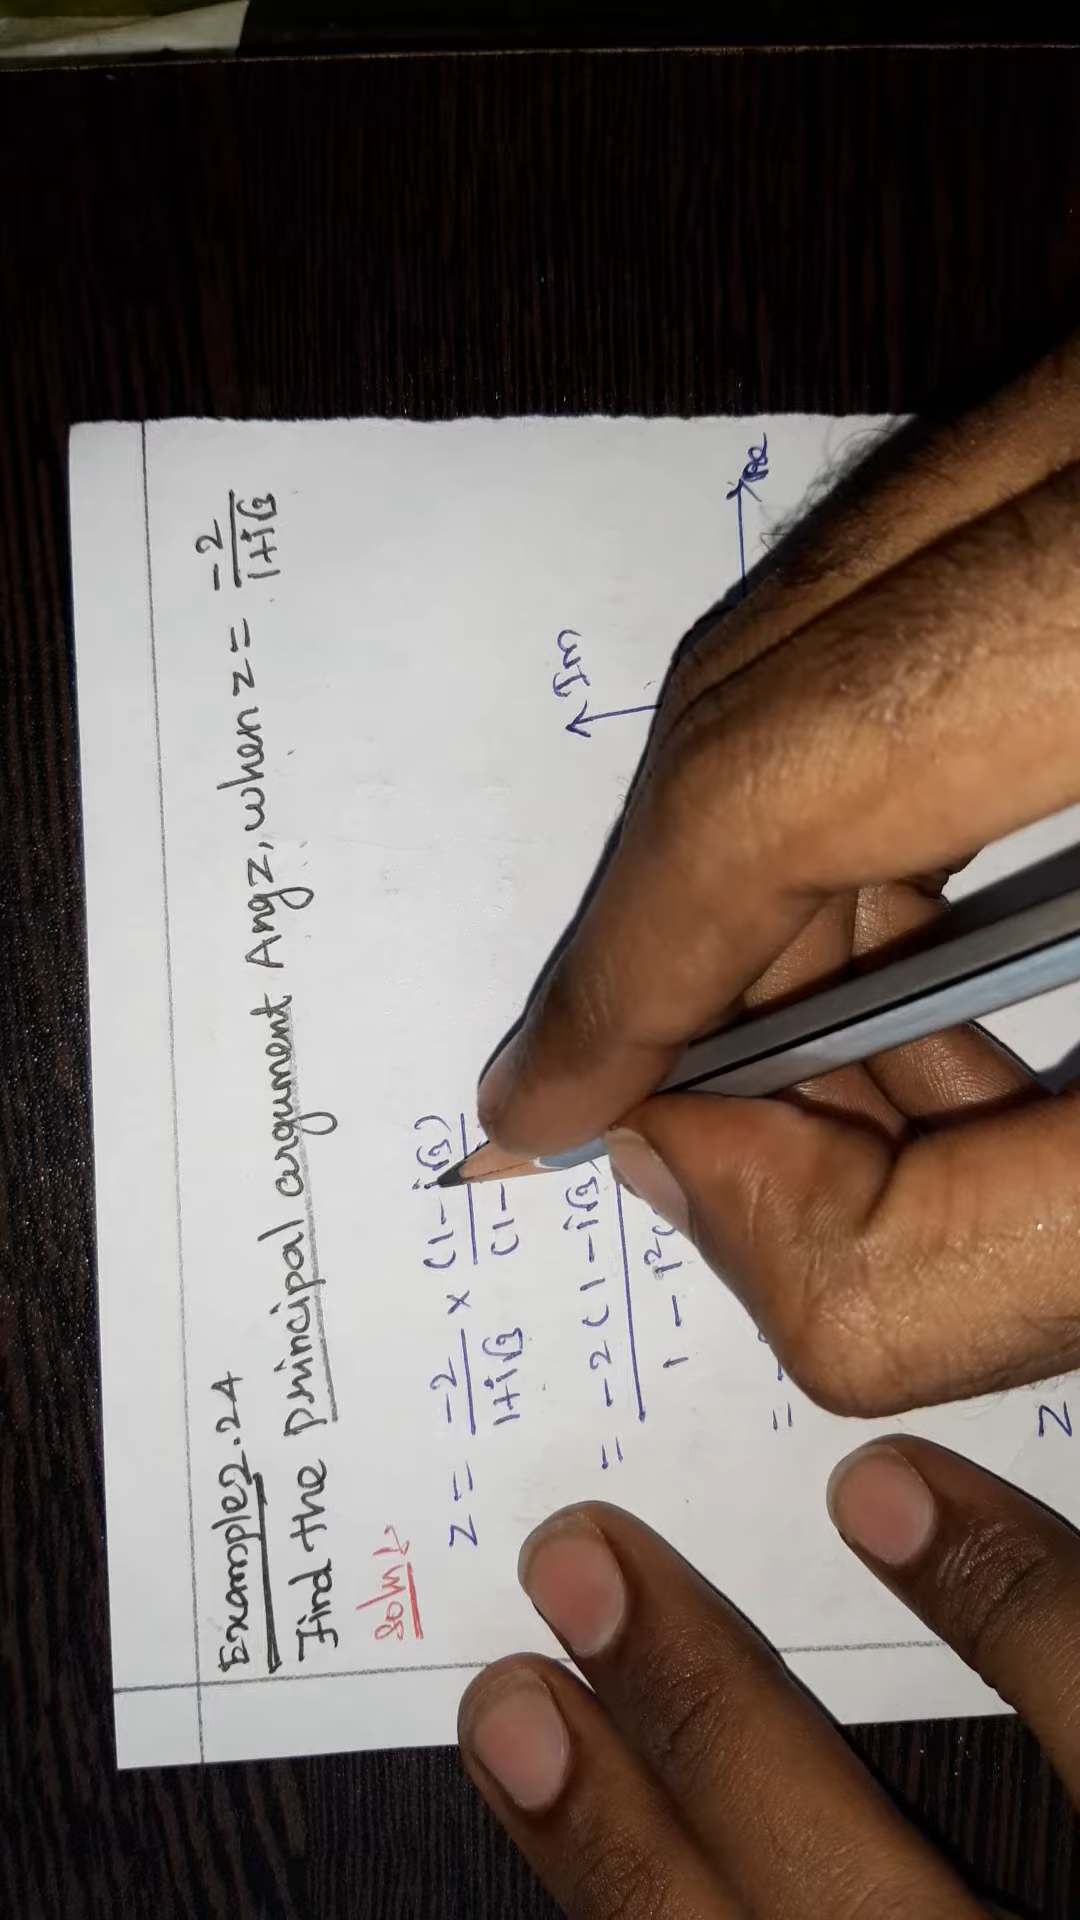 Example 2.24
Find the principal argument Arg z, when z = -2/1+i√3
Soln:
z = -2/1+i√3 × (1-i√3)/(1-
= -2(1-i√3)/1-i²(
= -
z
Im
Re